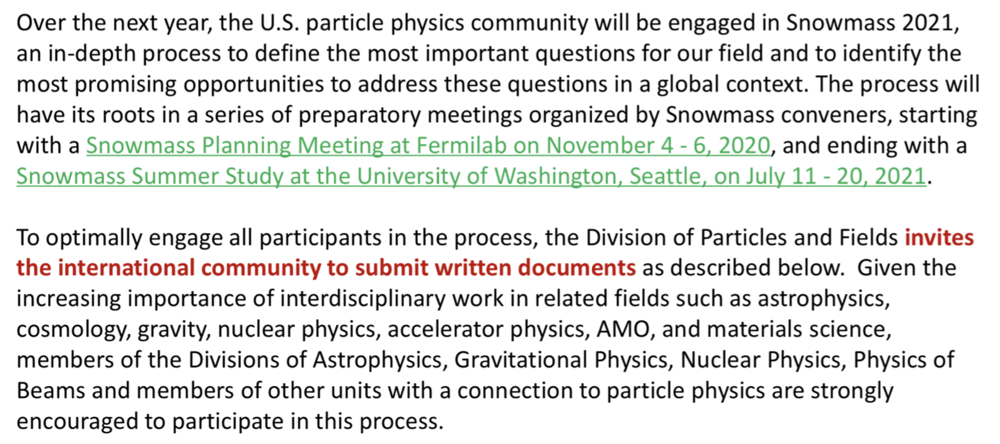 Over the next year, the U.S. particle physics community will be engaged in Snowmass 2021,
an in-depth process to define the most important questions for our field and to identify the
most promising opportunities to address these questions in a global context. The process will
have its roots in a series of preparatory meetings organized by Snowmass conveners, starting
with a Snowmass Planning Meeting at Fermilab on November 4 - 6, 2020, and ending with a
Snowmass Summer Study at the University of Washington, Seattle, on July 11 - 20, 2021.
To optimally engage all participants in the process, the Division of Particles and Fields invites
the international community to submit written documents as described below.  Given the
increasing importance of interdisciplinary work in related fields such as astrophysics,
cosmology, gravity, nuclear physics, accelerator physics, AMO, and materials science,
members of the Divisions of Astrophysics, Gravitational Physics, Nuclear Physics, Physics of
Beams and members of other units with a connection to particle physics are strongly
encouraged to participate in this process.